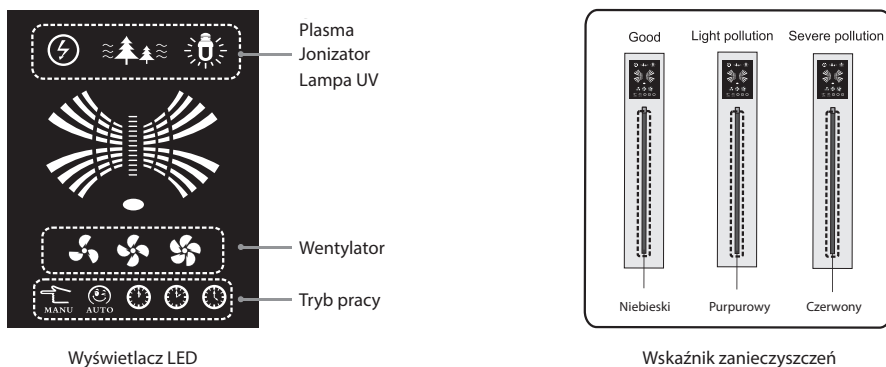 Plasma
Jonizator
Lampa UV
Wentylator
MANU AUTO
Tryb pracy
Wyświetlacz LED
Good Light pollution Severe pollution
Niebieski Purpurowy Czerwony
Wskaźnik zanieczyszczeń